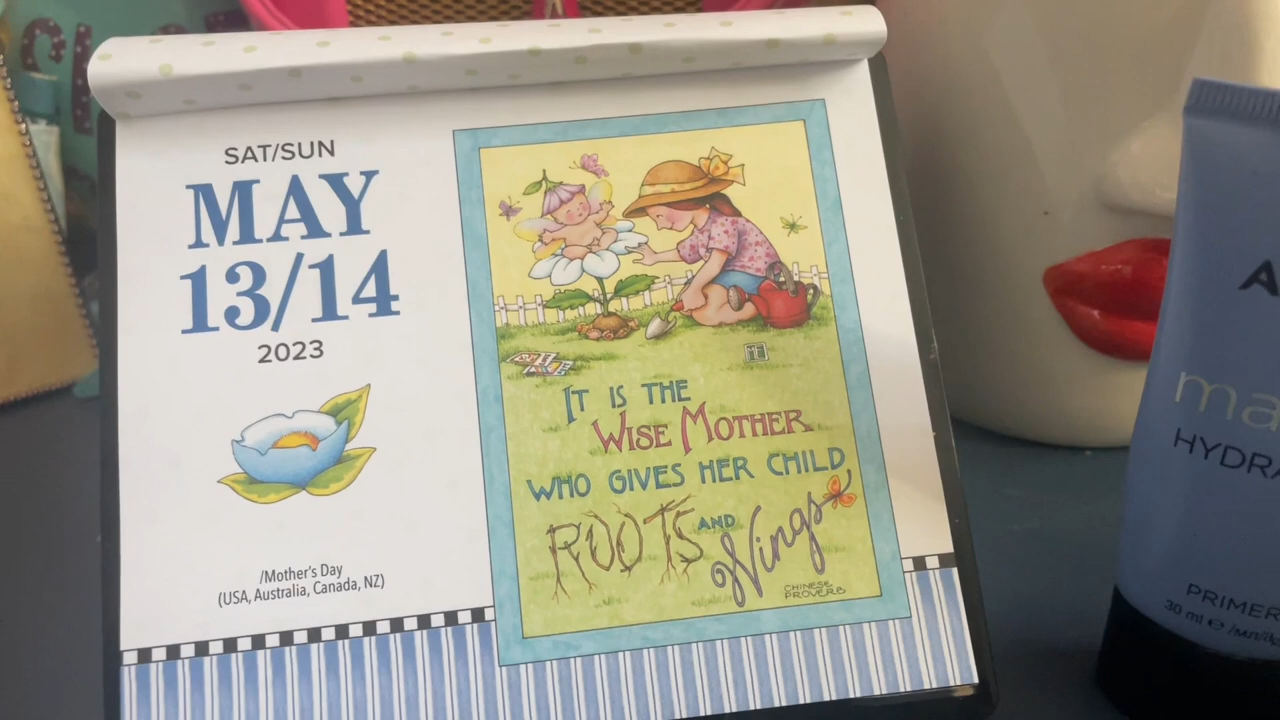 SAT/SUN
MAY
13/14
2023
/Mother's Day
(USA, Australia, Canada, NZ)
ME
IT IS THE
WISE MOTHER
WHO GIVES HER CHILD
ROOTS AND Wings
CHINESE
PROVERB
HYDRA
PRIMER
30 ml e